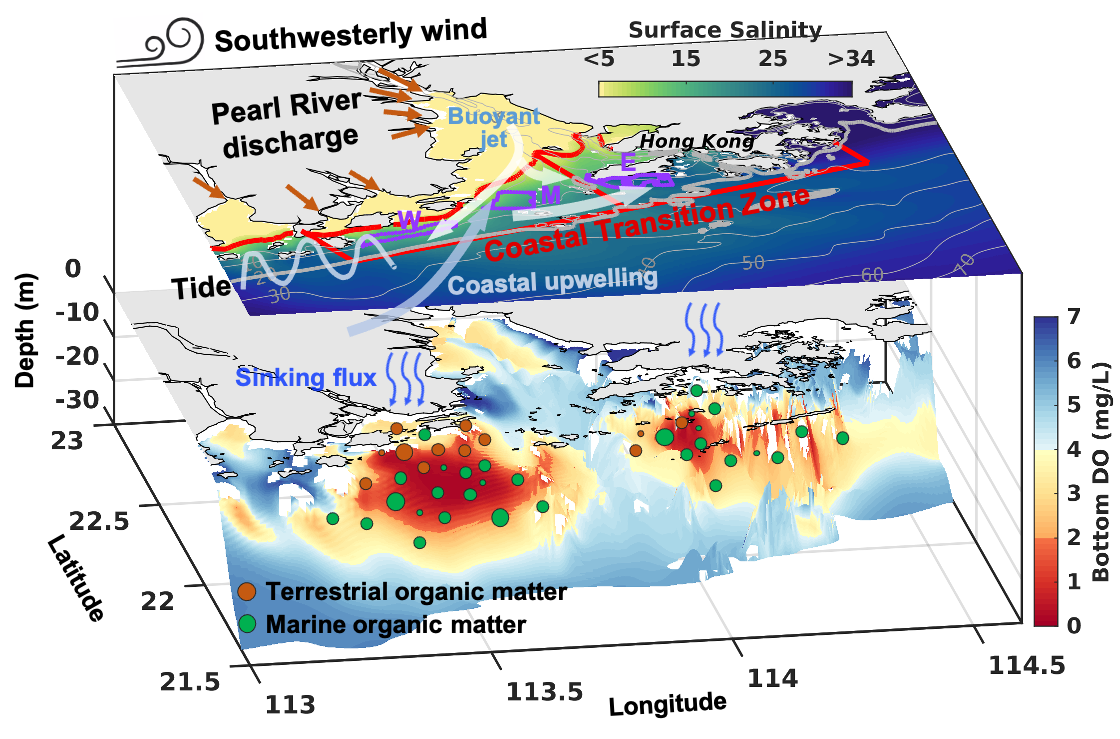 Southwesterly wind
Surface Salinity
<5 15 25 >34
Pearl River
discharge
Buoyant
jet
Hong Kong
E
M
W
Coastal Transition Zone
Tide
20
30
40
50
60
70
Coastal upwelling
Depth (m)
0
-10
-20
-30
Sinking flux
23
22.5
22
21.5
Latitude
Terrestrial organic matter
Marine organic matter
113
113.5
114
114.5
Longitude
7
6
5
4
3
2
1
0
Bottom DO (mg/L)